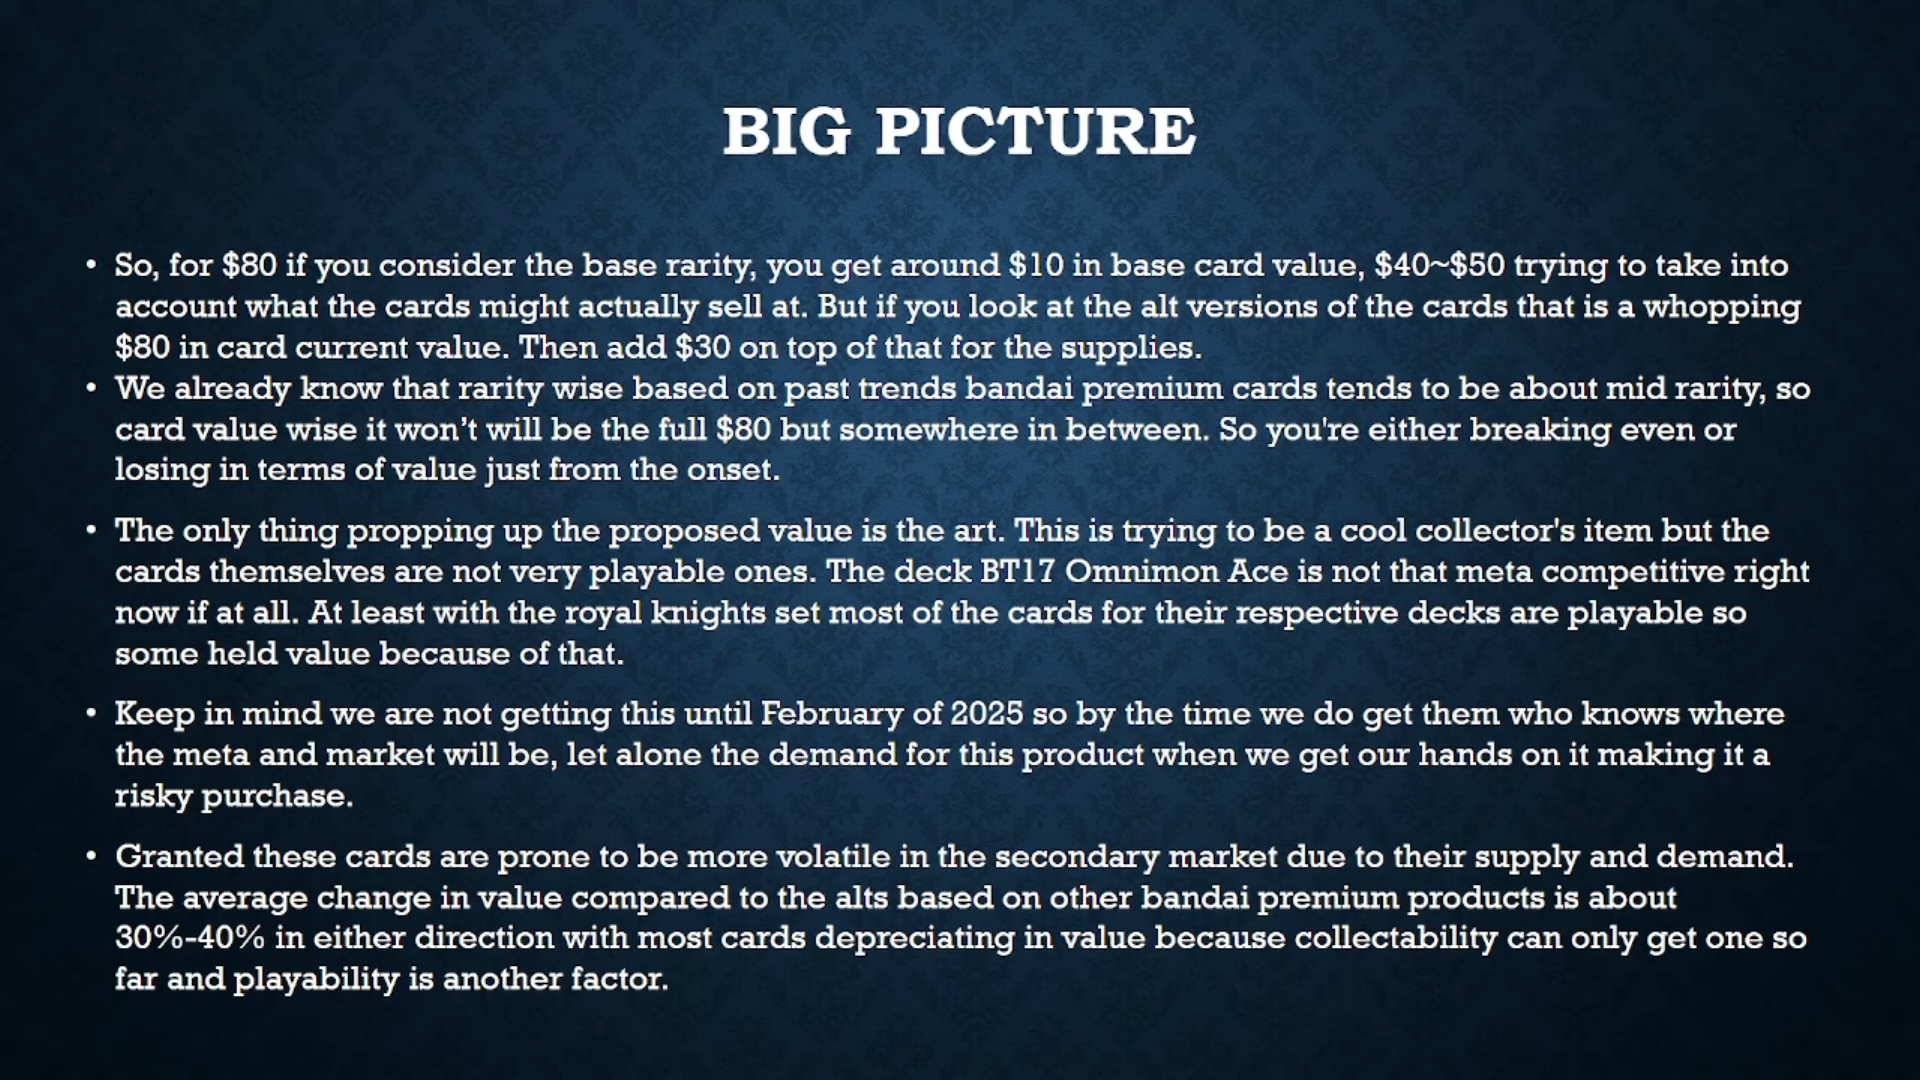 BIG PICTURE
• So, for $80 if you consider the base rarity, you get around $10 in base card value, $40~$50 trying to take into
account what the cards might actually sell at. But if you look at the alt versions of the cards that is a whopping
$80 in card current value. Then add $30 on top of that for the supplies.
• We already know that rarity wise based on past trends bandai premium cards tends to be about mid rarity, so
card value wise it won’t will be the full $80 but somewhere in between. So you're either breaking even or
losing in terms of value just from the onset.
• The only thing propping up the proposed value is the art. This is trying to be a cool collector's item but the
cards themselves are not very playable ones. The deck BT17 Omnimon Ace is not that meta competitive right
now if at all. At least with the royal knights set most of the cards for their respective decks are playable so
some held value because of that.
• Keep in mind we are not getting this until February of 2025 so by the time we do get them who knows where
the meta and market will be, let alone the demand for this product when we get our hands on it making it a
risky purchase.
• Granted these cards are prone to be more volatile in the secondary market due to their supply and demand.
The average change in value compared to the alts based on other bandai premium products is about
30%-40% in either direction with most cards depreciating in value because collectability can only get one so
far and playability is another factor.